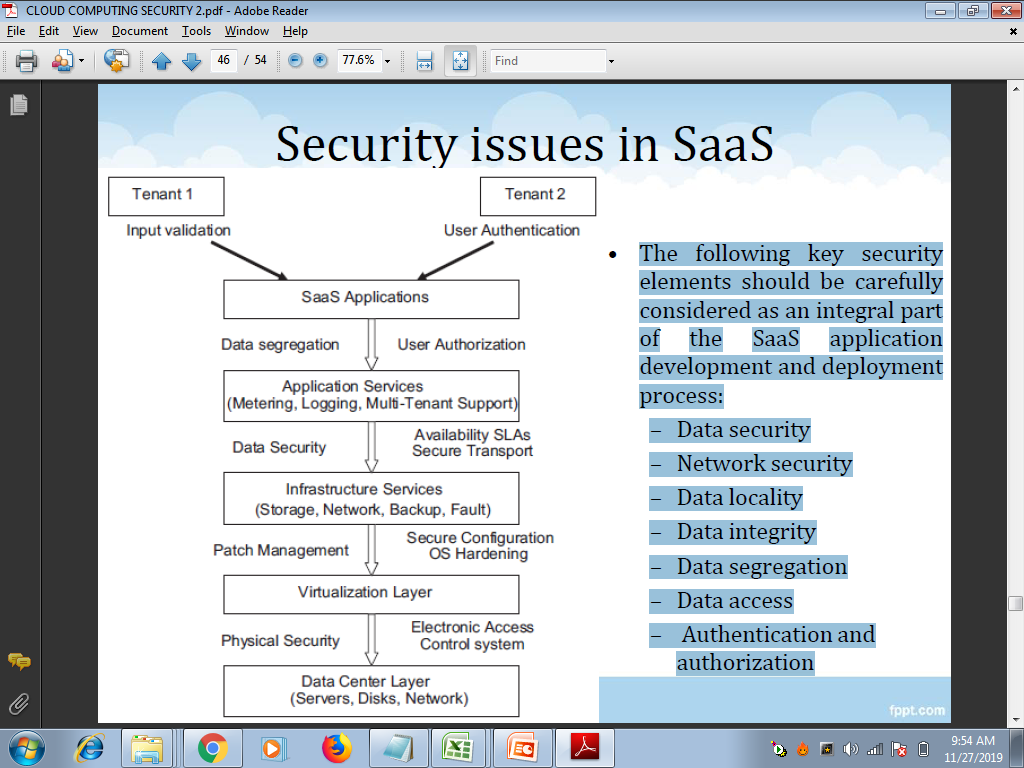 CLOUD COMPUTING SECURITY 2.pdf - Adobe Reader
File Edit View Document Tools Window Help
46 / 54 77.6% Find
Security issues in SaaS
Tenant 1
Tenant 2
Input validation
User Authentication
SaaS Applications
Data segregation
User Authorization
Application Services
(Metering, Logging, Multi-Tenant Support)
Data Security
Availability SLAs
Secure Transport
Infrastructure Services
(Storage, Network, Backup, Fault)
Patch Management
Secure Configuration
OS Hardening
Virtualization Layer
Physical Security
Electronic Access
Control system
Data Center Layer
(Servers, Disks, Network)
• The following key security
elements should be carefully
considered as an integral part
of the SaaS application
development and deployment
process:
– Data security
– Network security
– Data locality
– Data integrity
– Data segregation
– Data access
– Authentication and
authorization
fppt.com
9:54 AM
11/27/2019